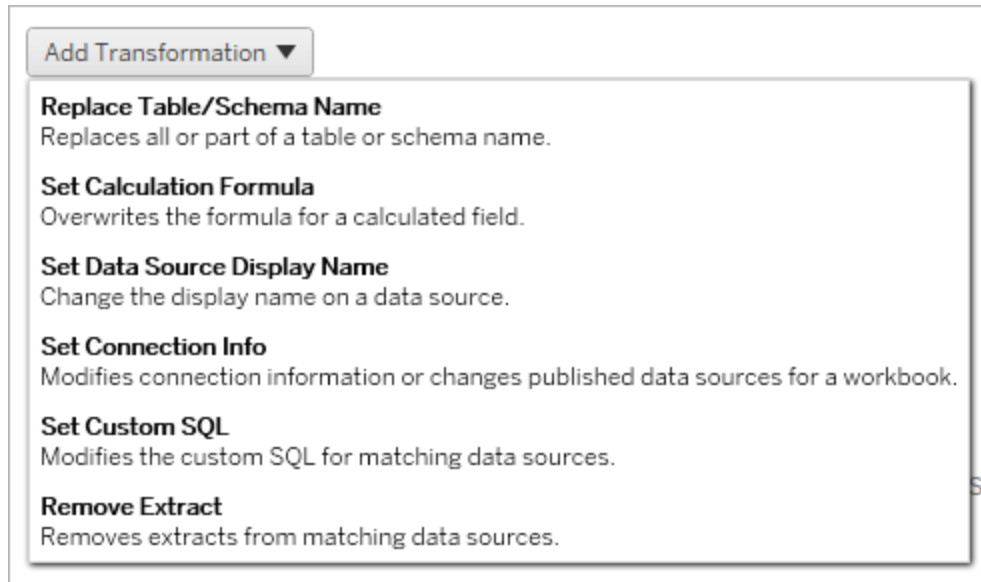 Add Transformation ▼
Replace Table/Schema Name
Replaces all or part of a table or schema name.
Set Calculation Formula
Overwrites the formula for a calculated field.
Set Data Source Display Name
Change the display name on a data source.
Set Connection Info
Modifies connection information or changes published data sources for a workbook.
Set Custom SQL
Modifies the custom SQL for matching data sources.
Remove Extract
Removes extracts from matching data sources.